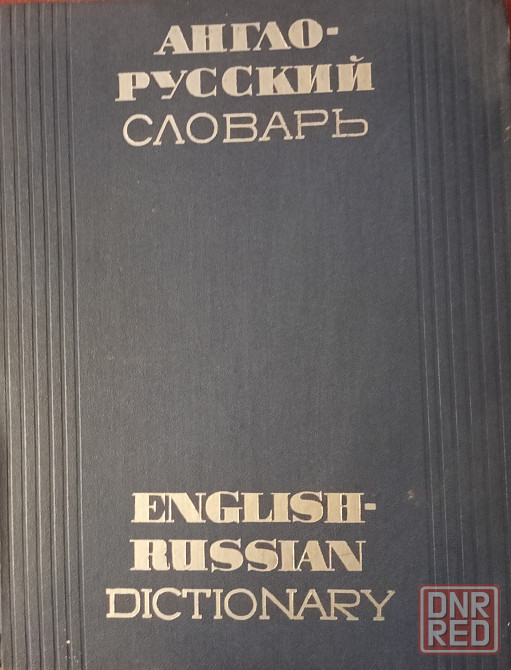 АНГЛО-
РУССКИЙ
СЛОВАРЬ
ENGLISH-
RUSSIAN
DICTIONARY
DNR
RED